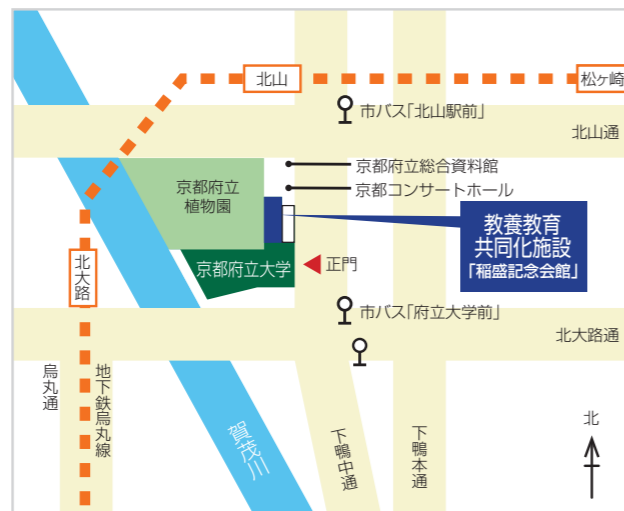 北山
松ヶ崎
市バス「北山駅前」
北山通
京都府立総合資料館
京都コンサートホール
京都府立
植物園
教養教育
共同化施設
「稲盛記念会館」
京都府立大学
正門
北大路
市バス「府立大学前」
北大路通
烏丸通
地下鉄烏丸線
賀茂川
下鴨中通
下鴨本通
北